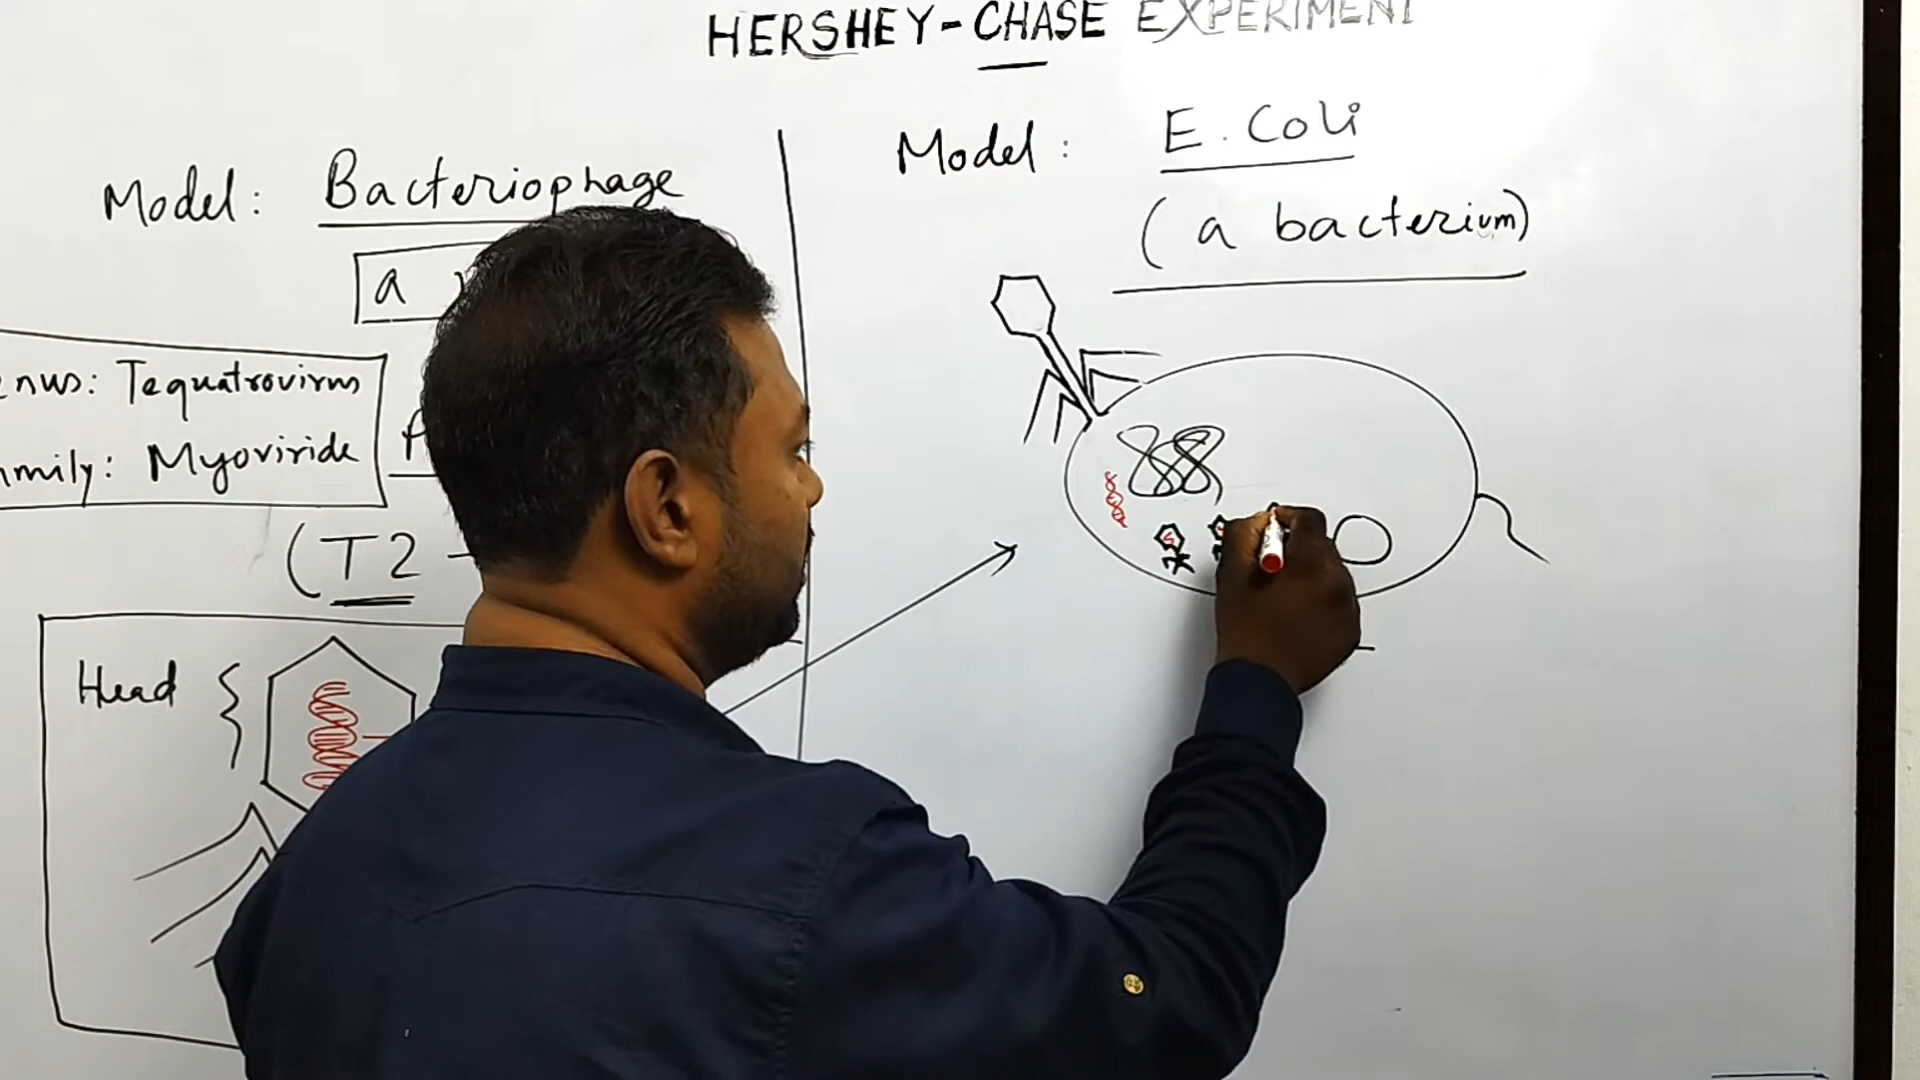 HERSHEY-CHASE EXPERIMENT
Model: Bacteriophage
a
enus: Tequatrovirus
mily: Myoviride
(T2
Head
Model: E. Coli
(a bacterium)